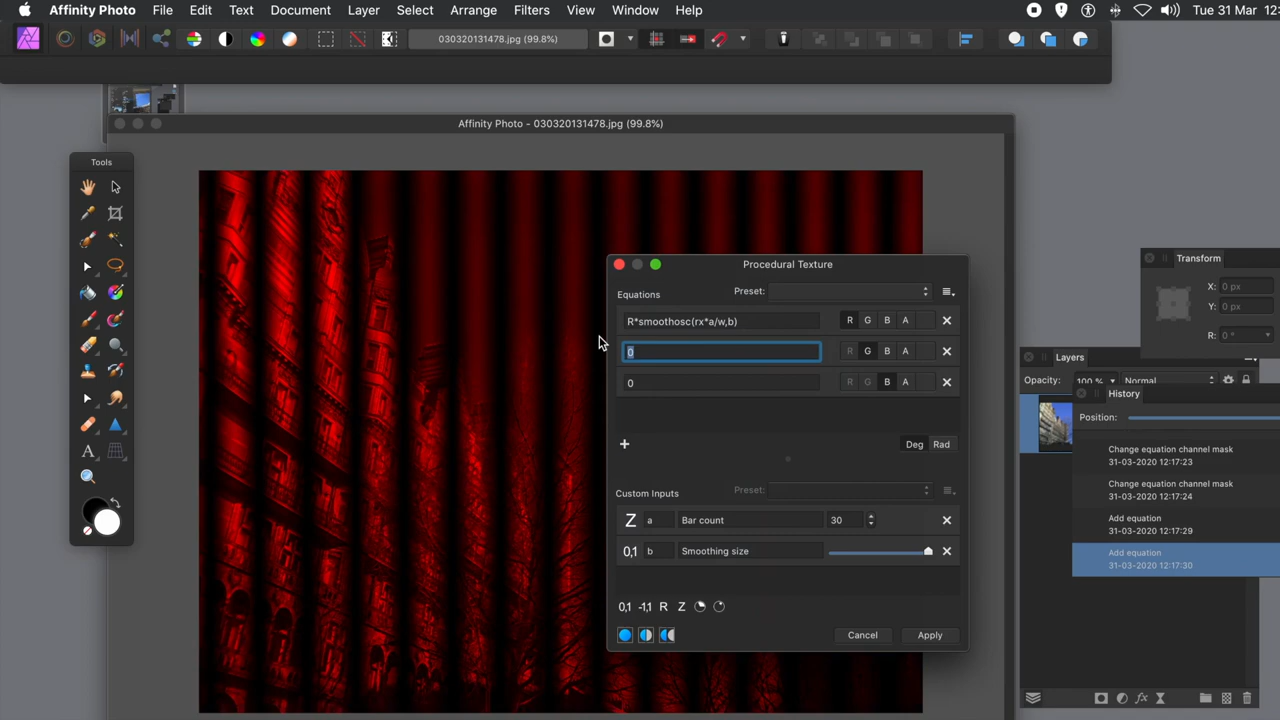 Affinity Photo File Edit Text Document Layer Select Arrange Filters View Window Help Tue 31 Mar 12:
030320131478.jpg (99.8%)
Affinity Photo - 030320131478.jpg (99.8%)
Tools
Procedural Texture
Equations Preset:
R*smoothosc(rx*a/w,b) R G B A
0 R G B A
0 R G B A
Deg Rad
Custom Inputs Preset:
Z a Bar count 30
0,1 b Smoothing size
0,1 -1,1 R Z
Cancel Apply
Transform
X: 0 px
Y: 0 px
R: 0 °
Layers
Opacity: 100 % Normal
History
Position:
Change equation channel mask
31-03-2020 12:17:23
Change equation channel mask
31-03-2020 12:17:24
Add equation
31-03-2020 12:17:29
Add equation
31-03-2020 12:17:30